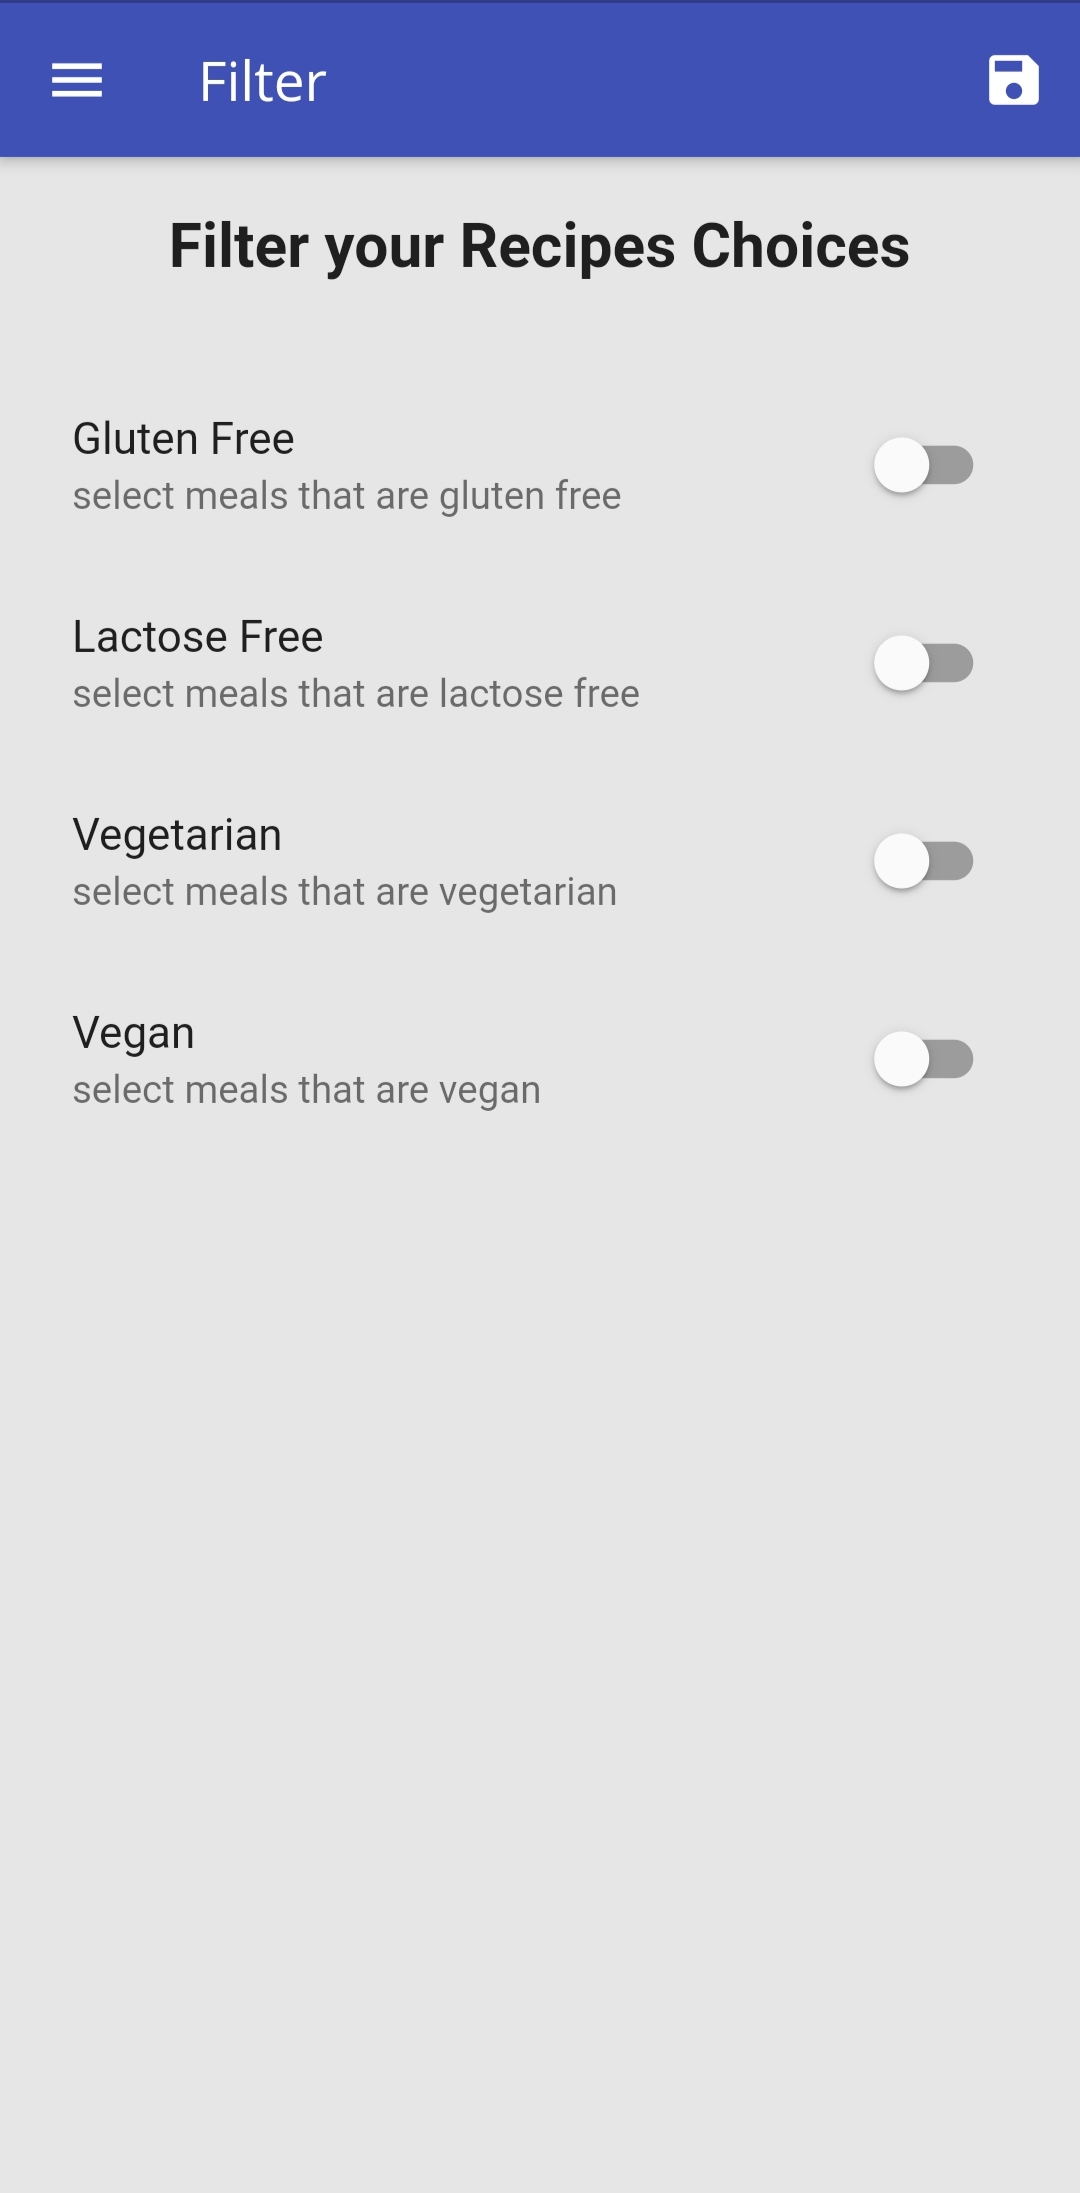 Filter
Filter your Recipes Choices
Gluten Free
select meals that are gluten free
Lactose Free
select meals that are lactose free
Vegetarian
select meals that are vegetarian
Vegan
select meals that are vegan